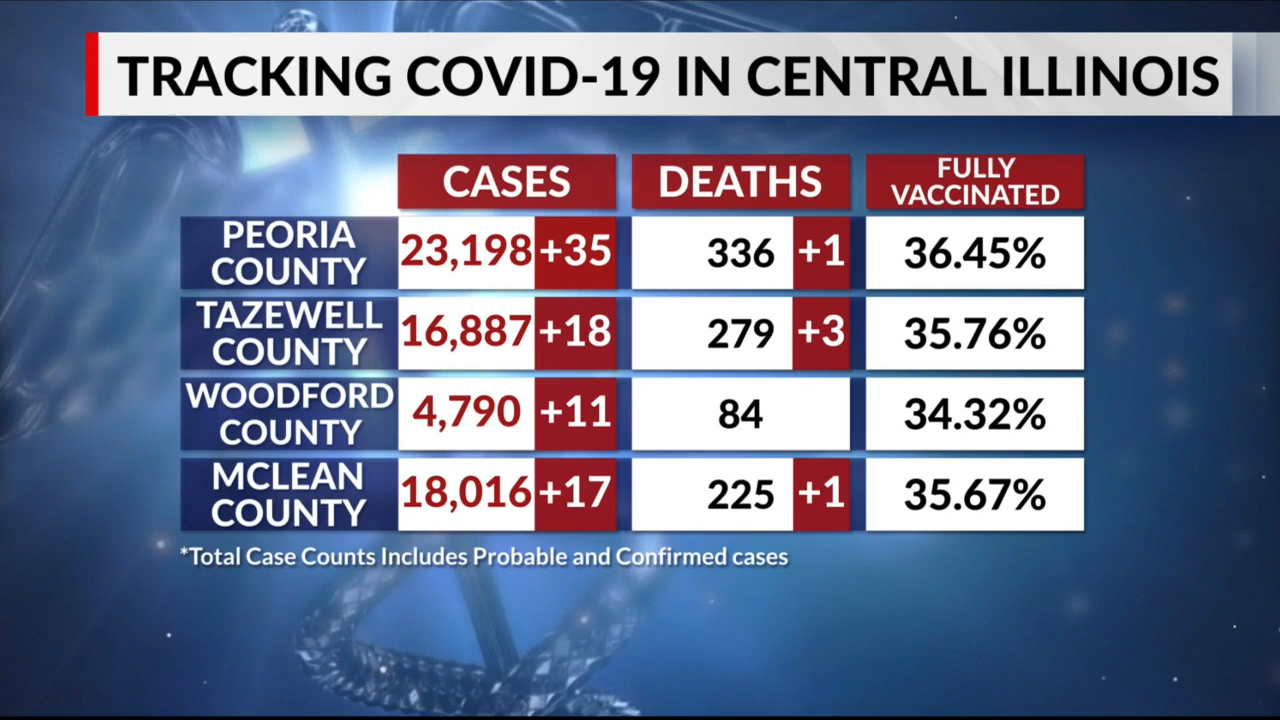 TRACKING COVID-19 IN CENTRAL ILLINOIS
CASES DEATHS FULLY
VACCINATED
PEORIA
COUNTY 23,198 +35 336 +1 36.45%
TAZEWELL
COUNTY 16,887 +18 279 +3 35.76%
WOODFORD
COUNTY 4,790 +11 84 34.32%
MCLEAN
COUNTY 18,016 +17 225 +1 35.67%
*Total Case Counts Includes Probable and Confirmed cases